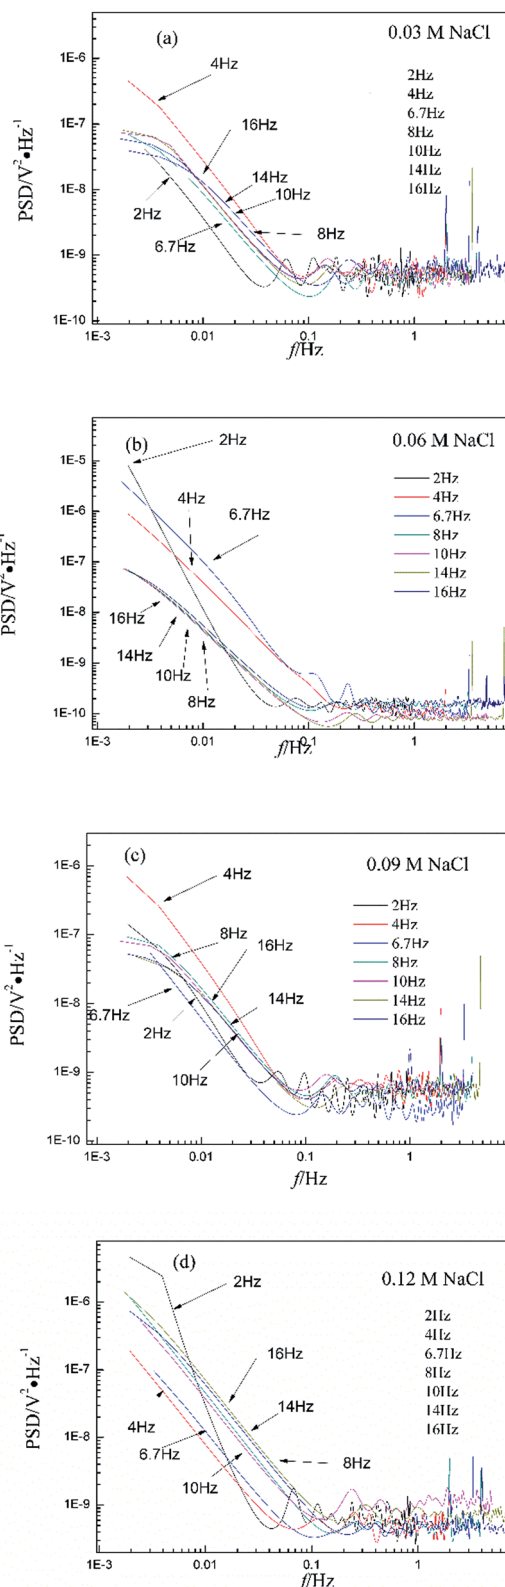 (a)
0.03 M NaCl
1E-6
4Hz
2Hz
4Hz
6.7Hz
8Hz
10Hz
14Hz
16Hz
1E-7
16Hz
14Hz
10Hz
1E-8
2Hz
8Hz
6.7Hz
1E-9
1E-10
PSD/V²•Hz⁻¹
1E-3 0.01 0.1 1
f/Hz
(b)
2Hz
0.06 M NaCl
1E-5
4Hz
6.7Hz
2Hz
4Hz
6.7Hz
8Hz
10Hz
14Hz
16Hz
1E-6
1E-7
1E-8
16Hz
14Hz
10Hz
8Hz
1E-9
1E-10
PSD/V²•Hz⁻¹
1E-3 0.01 0.1 1
f/Hz
(c)
0.09 M NaCl
1E-6
4Hz
2Hz
4Hz
6.7Hz
8Hz
10Hz
14Hz
16Hz
1E-7
8Hz
16Hz
1E-8
6.7Hz
2Hz
14Hz
10Hz
1E-9
1E-10
PSD/V²•Hz⁻¹
1E-3 0.01 0.1 1
f/Hz
(d)
2Hz
0.12 M NaCl
1E-6
2Hz
4Hz
6.7Hz
8Hz
10Hz
14Hz
16Hz
16Hz
1E-7
14Hz
4Hz
1E-8
6.7Hz
8Hz
10Hz
1E-9
PSD/V²•Hz⁻¹
1E-3 0.01 0.1 1
f/Hz